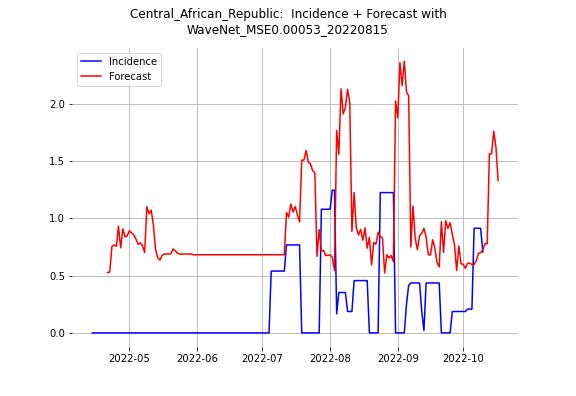 Central_African_Republic:  Incidence + Forecast with
WaveNet_MSE0.00053_20220815
Incidence
Forecast
2.0
1.5
1.0
0.5
0.0
2022-05 2022-06 2022-07 2022-08 2022-09 2022-10